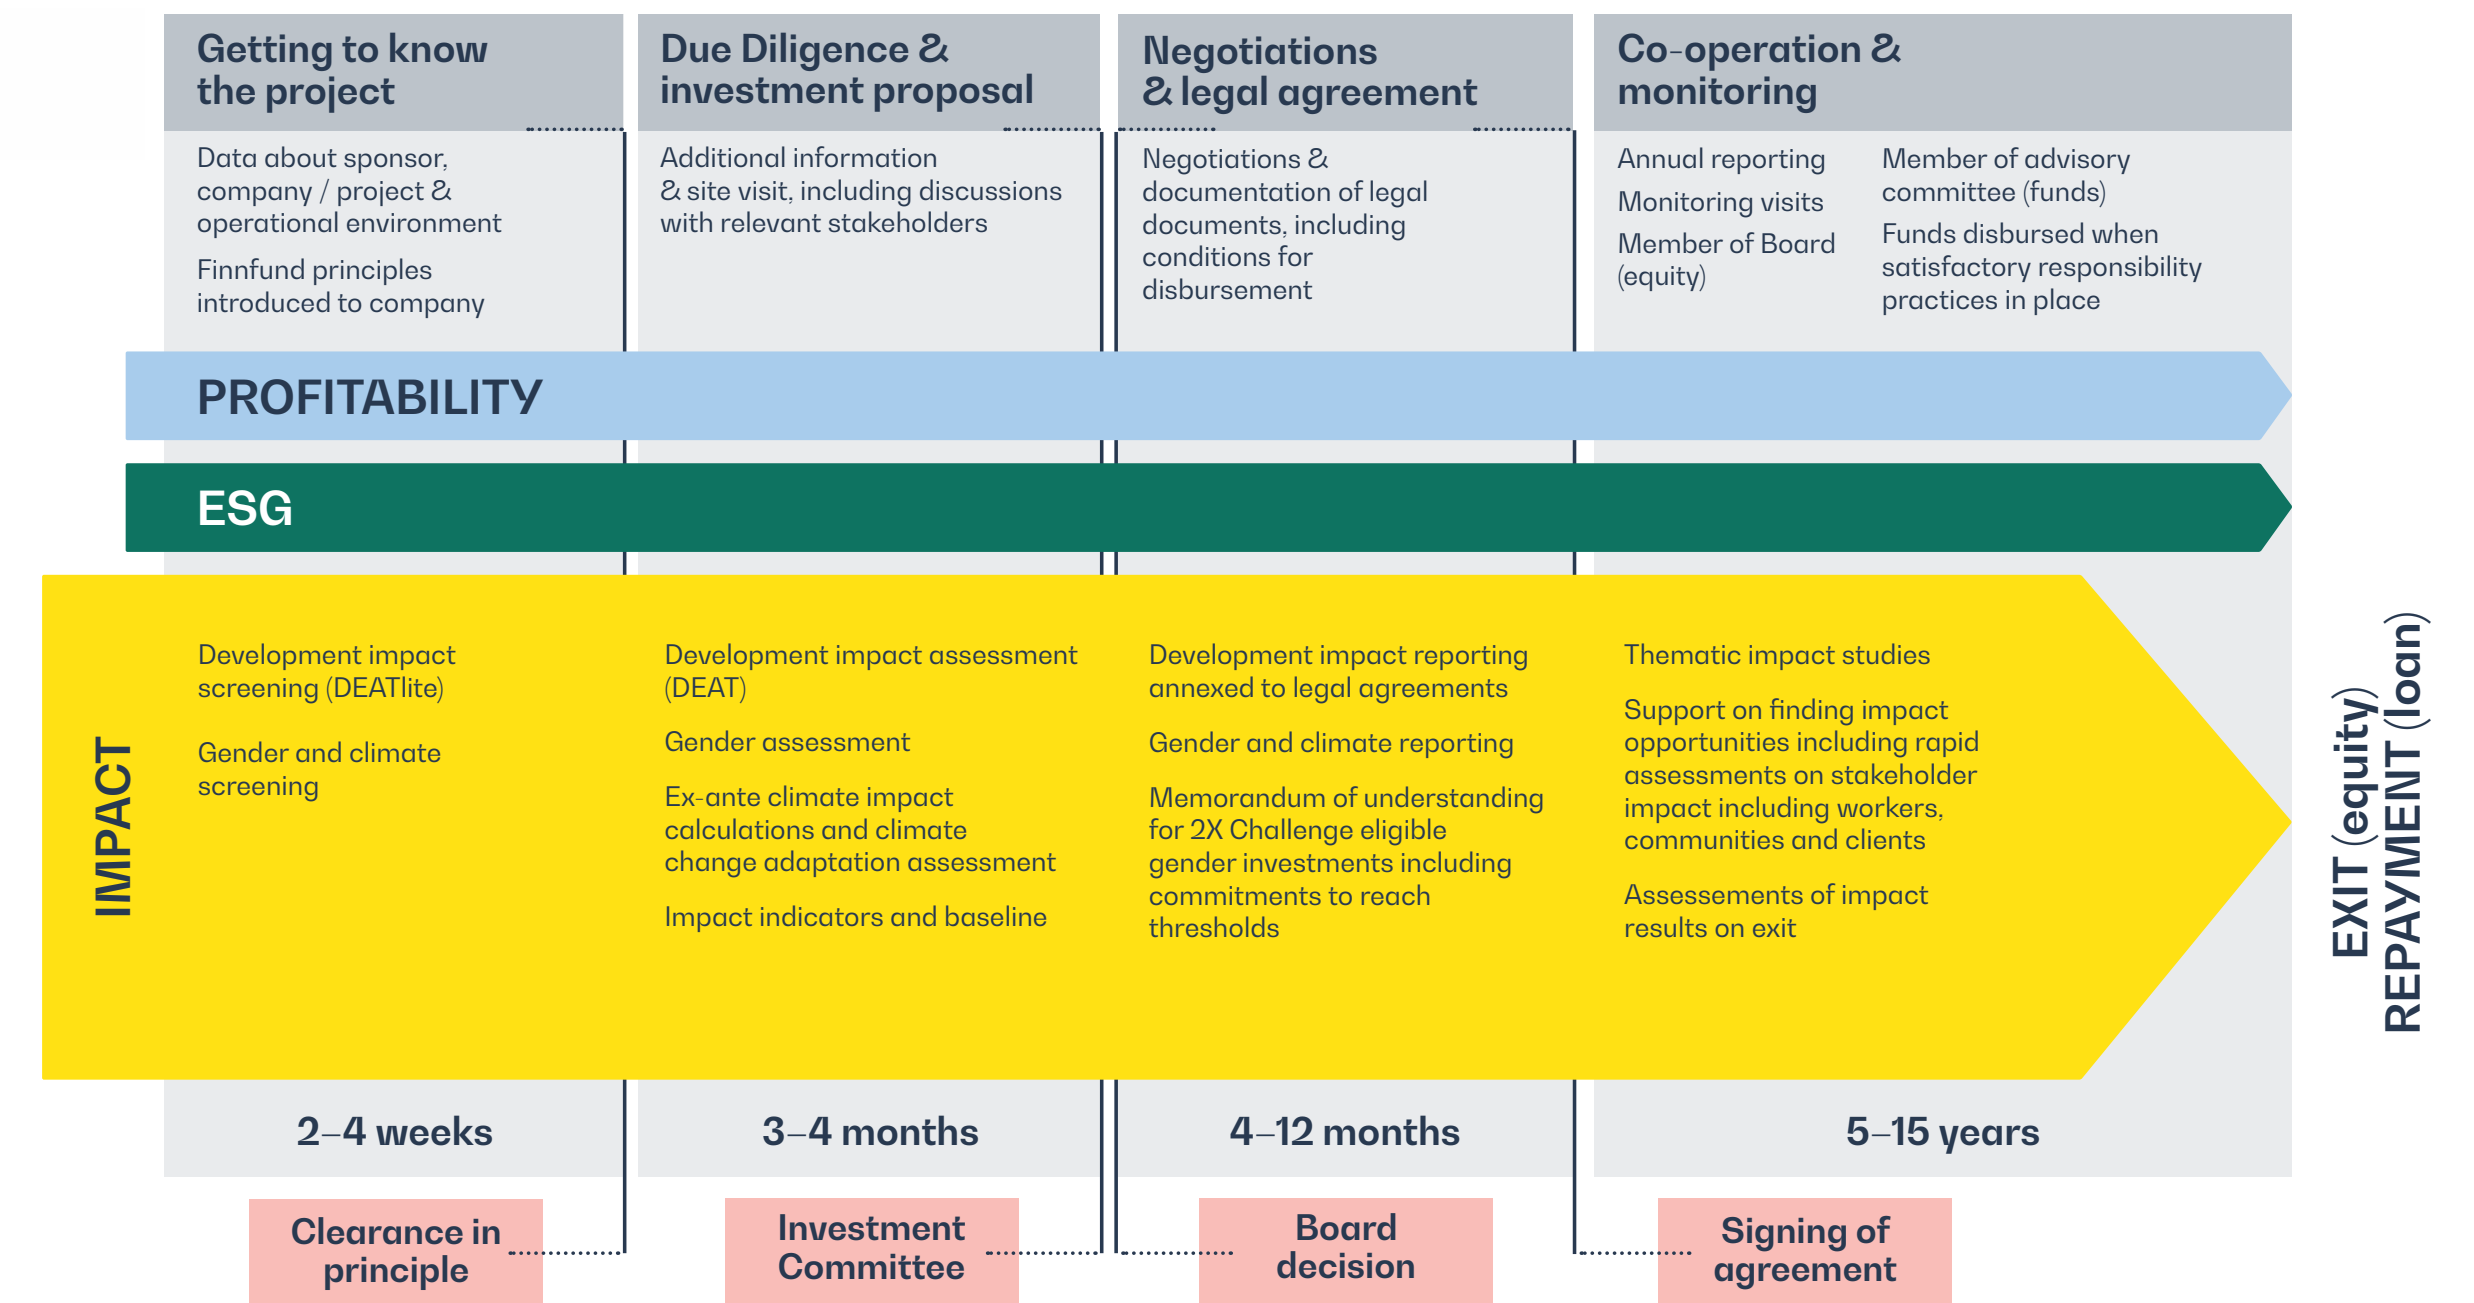 Getting to know
the project
Data about sponsor,
company / project &
operational environment
Finnfund principles
introduced to company
Due Diligence &
investment proposal
Additional information
& site visit, including discussions
with relevant stakeholders
Negotiations
& legal agreement
Negotiations &
documentation of legal
documents, including
conditions for
disbursement
Co-operation &
monitoring
Annual reporting
Monitoring visits
Member of Board
(equity)
Member of advisory
committee (funds)
Funds disbursed when
satisfactory responsibility
practices in place
PROFITABILITY
ESG
IMPACT
Development impact
screening (DEATlite)
Gender and climate
screening
Development impact assessment
(DEAT)
Gender assessment
Ex-ante climate impact
calculations and climate
change adaptation assessment
Impact indicators and baseline
Development impact reporting
annexed to legal agreements
Gender and climate reporting
Memorandum of understanding
for 2X Challenge eligible
gender investments including
commitments to reach
thresholds
Thematic impact studies
Support on finding impact
opportunities including rapid
assessments on stakeholder
impact including workers,
communities and clients
Assessements of impact
results on exit
EXIT (equity)
REPAYMENT (loan)
2–4 weeks
3–4 months
4–12 months
5–15 years
Clearance in
principle
Investment
Committee
Board
decision
Signing of
agreement